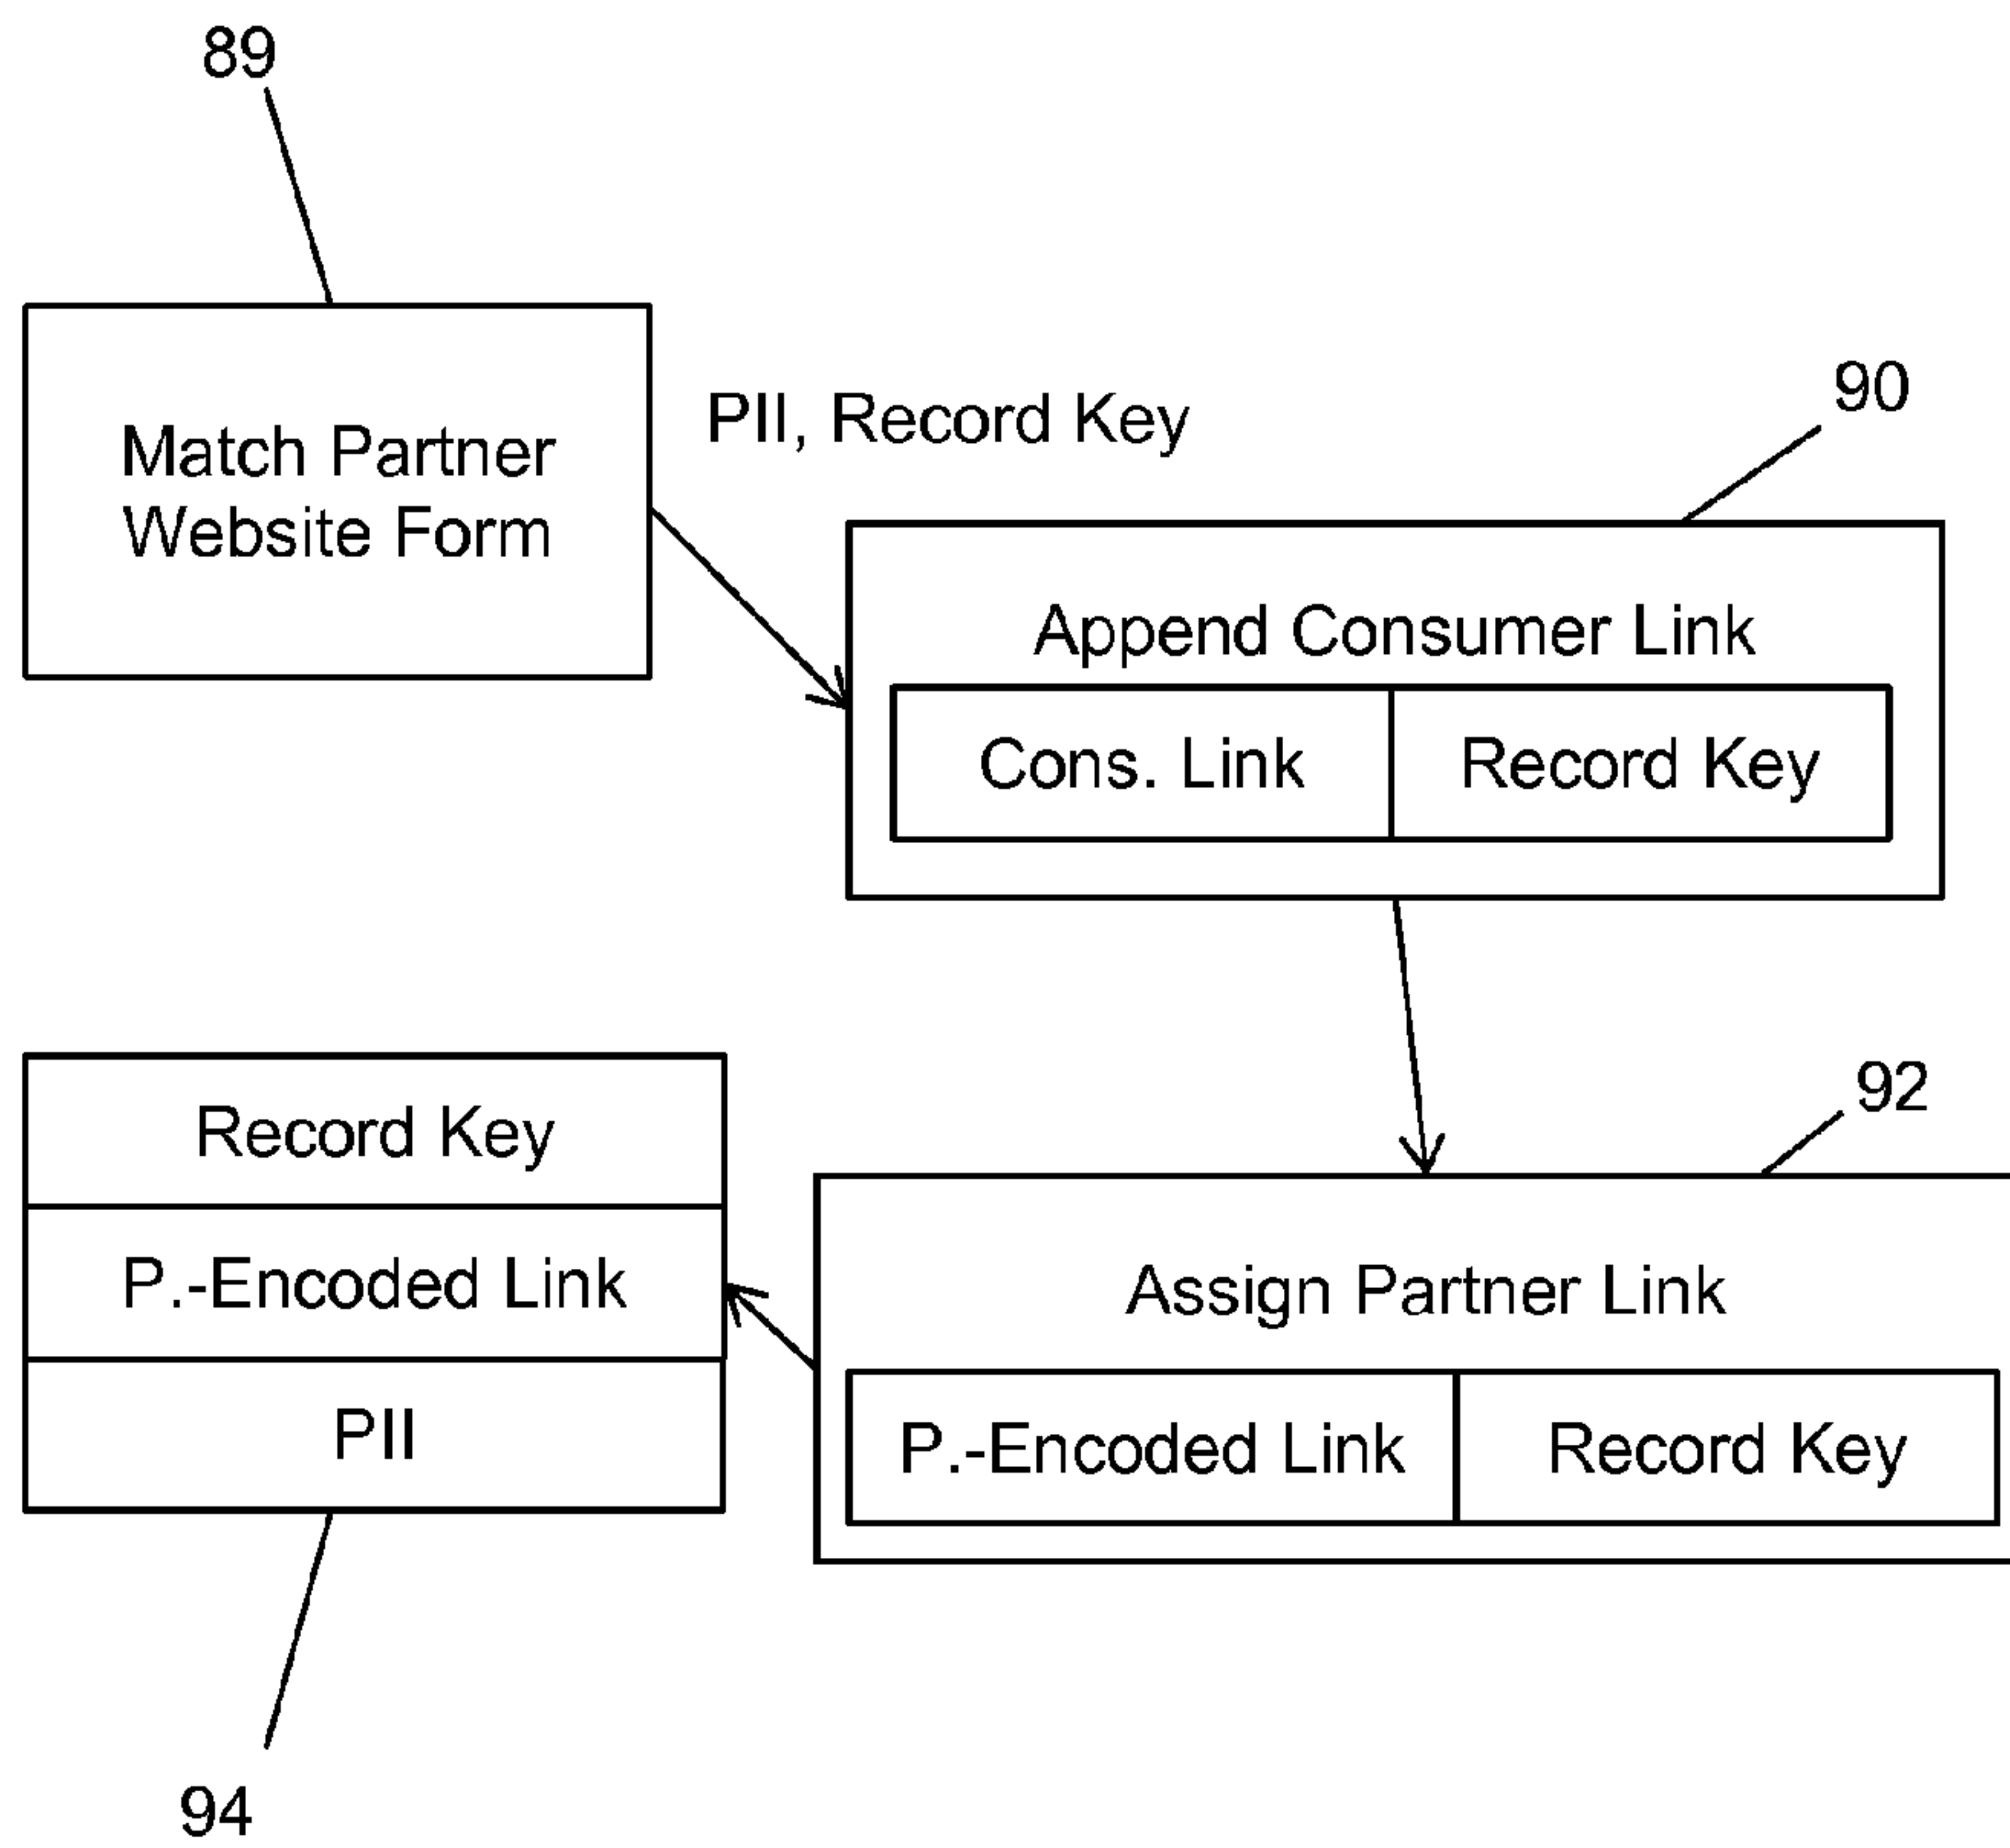 89
Match Partner
Website Form
PII, Record Key
90
Append Consumer Link
Cons. Link
Record Key
92
Assign Partner Link
P.-Encoded Link
Record Key
Record Key
P.-Encoded Link
PII
94